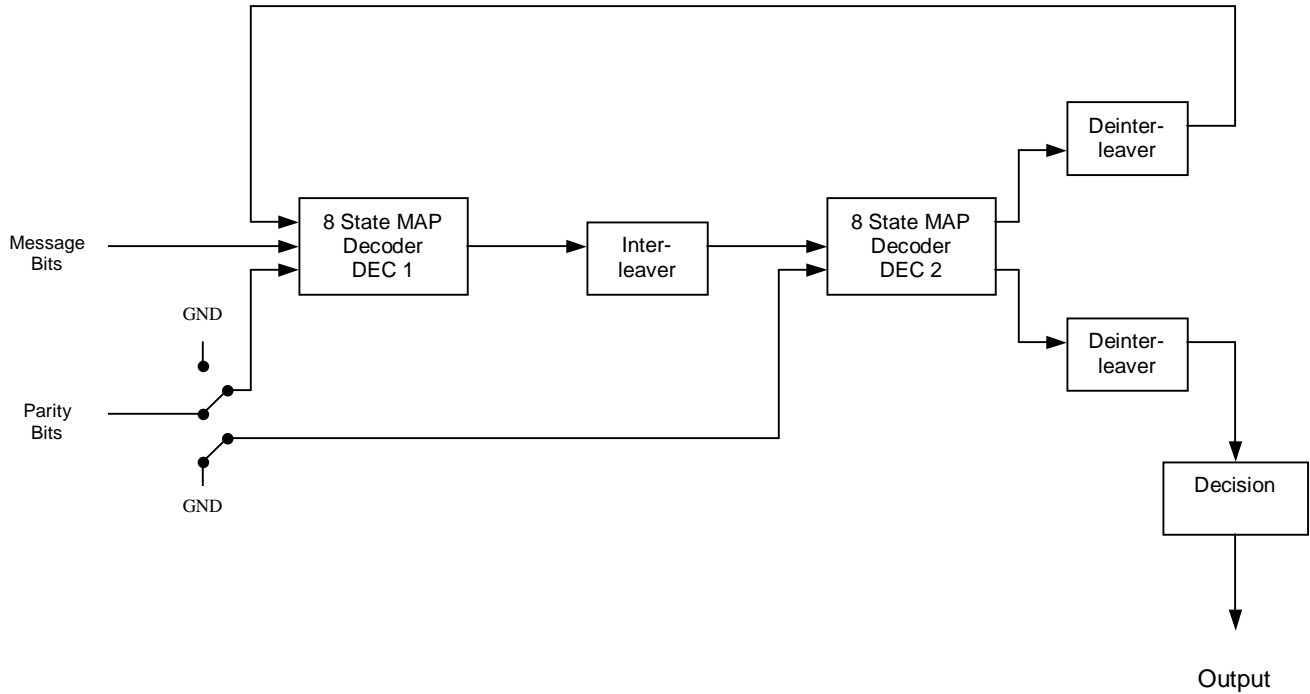 Deinter-
leaver
8 State MAP
Decoder
DEC 1
8 State MAP
Decoder
DEC 2
Message
Bits
Inter-
leaver
GND
Deinter-
leaver
Parity
Bits
GND
Decision
Output